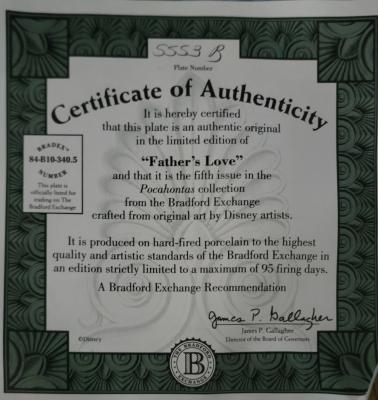 5553 B
Plate Number
Certificate of Authenticity
It is hereby certified
that this plate is an authentic original
in the limited edition of
"Father's Love"
and that it is the fifth issue in the
Pocahontas collection
from the Bradford Exchange
crafted from original art by Disney artists.
BRADEX™
84-B10-340.5
NUMBER
This plate is
officially listed for
trading on The
Bradford Exchange
It is produced on hard-fired porcelain to the highest
quality and artistic standards of the Bradford Exchange in
an edition strictly limited to a maximum of 95 firing days.
A Bradford Exchange Recommendation
James P. Gallagher
James P. Gallagher
Director of the Board of Governors
©Disney
THE BRADFORD
B
EXCHANGE